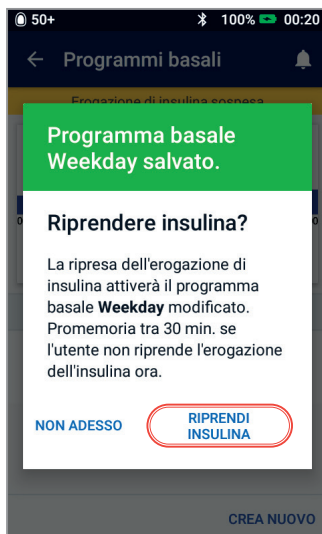 50+ 100% 00:20
Programmi basali
Erogazione di insulina sospesa
Programma basale
Weekday salvato.
Riprendere insulina?
La ripresa dell'erogazione di
insulina attiverà il programma
basale Weekday modificato.
Promemoria tra 30 min. se
l'utente non riprende l'erogazione
dell'insulina ora.
NON ADESSO
RIPRENDI
INSULINA
CREA NUOVO